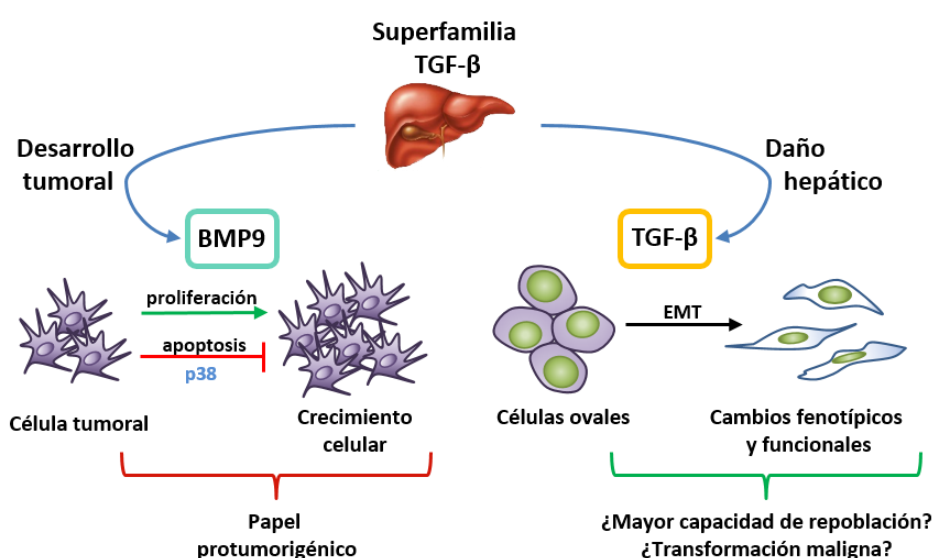 Superfamilia
TGF-β
Desarrollo
tumoral
Daño
hepático
BMP9
TGF-β
proliferación
apoptosis
p38
EMT
Célula tumoral
Crecimiento
celular
Células ovales
Cambios fenotípicos
y funcionales
Papel
protumorigénico
¿Mayor capacidad de repoblación?
¿Transformación maligna?